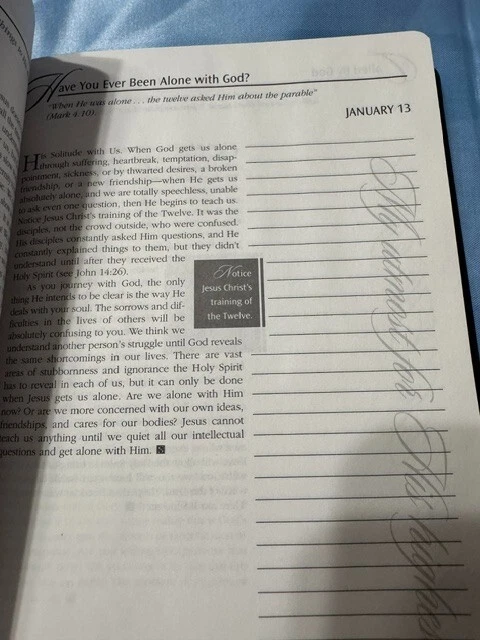 Have You Ever Been Alone with God?
"When He was alone . . . the twelve asked Him about the parable"
(Mark 4:10).
JANUARY 13
His Solitude with Us. When God gets us alone
through suffering, heartbreak, temptation, disap-
pointment, sickness, or by thwarted desires, a broken
friendship, or a new friendship—when He gets us
absolutely alone, and we are totally speechless, unable
to ask even one question, then He begins to teach us.
Notice Jesus Christ's training of the Twelve. It was the
disciples, not the crowd outside, who were confused.
His disciples constantly asked Him questions, and He
constantly explained things to them, but they didn't
understand until after they received the
Holy Spirit (see John 14:26).
As you journey with God, the only
thing He intends to be clear is the way He
deals with your soul. The sorrows and dif-
ficulties in the lives of others will be
absolutely confusing to you. We think we
understand another person's struggle until God reveals
the same shortcomings in our lives. There are vast
areas of stubbornness and ignorance the Holy Spirit
has to reveal in each of us, but it can only be done
when Jesus gets us alone. Are we alone with Him
now? Or are we more concerned with our own ideas,
friendships, and cares for our bodies? Jesus cannot
teach us anything until we quiet all our intellectual
questions and get alone with Him.
Notice
Jesus Christ's
training of
the Twelve.
My Utmost for His Highest